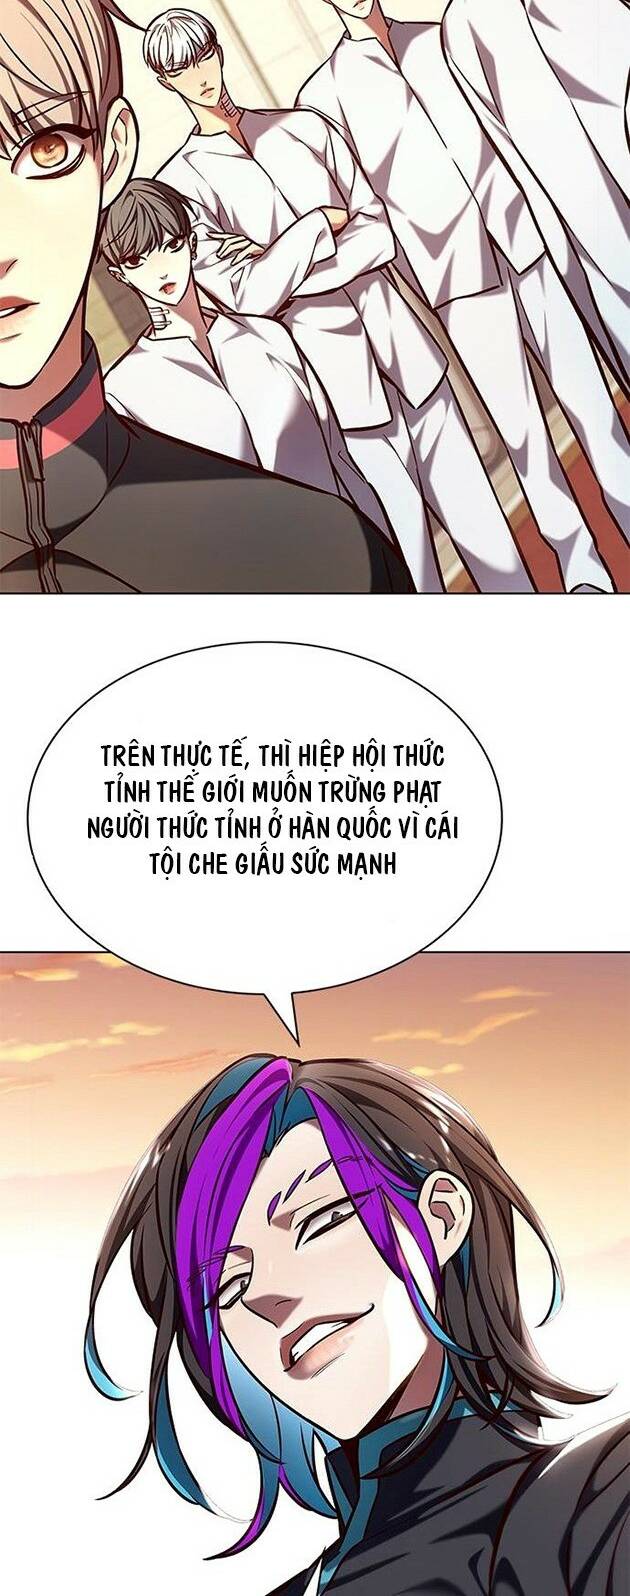 TRÊN THỰC TẾ, THÌ HIỆP HỘI THỨC
TỈNH THẾ GIỚI MUỐN TRỪNG PHẠT
NGƯỜI THỨC TỈNH Ở HÀN QUỐC VÌ CÁI
TỘI CHE GIẤU SỨC MẠNH